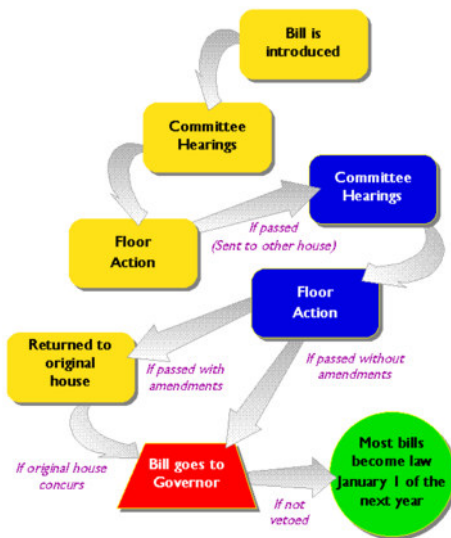 Bill is
introduced
Committee
Hearings
Committee
Hearings
If passed
(Sent to other house)
Floor
Action
Floor
Action
Returned to
original
house
If passed with
amendments
If passed without
amendments
If original house
concurs
Bill goes to
Governor
If not
vetoed
Most bills
become law
January 1 of the
next year